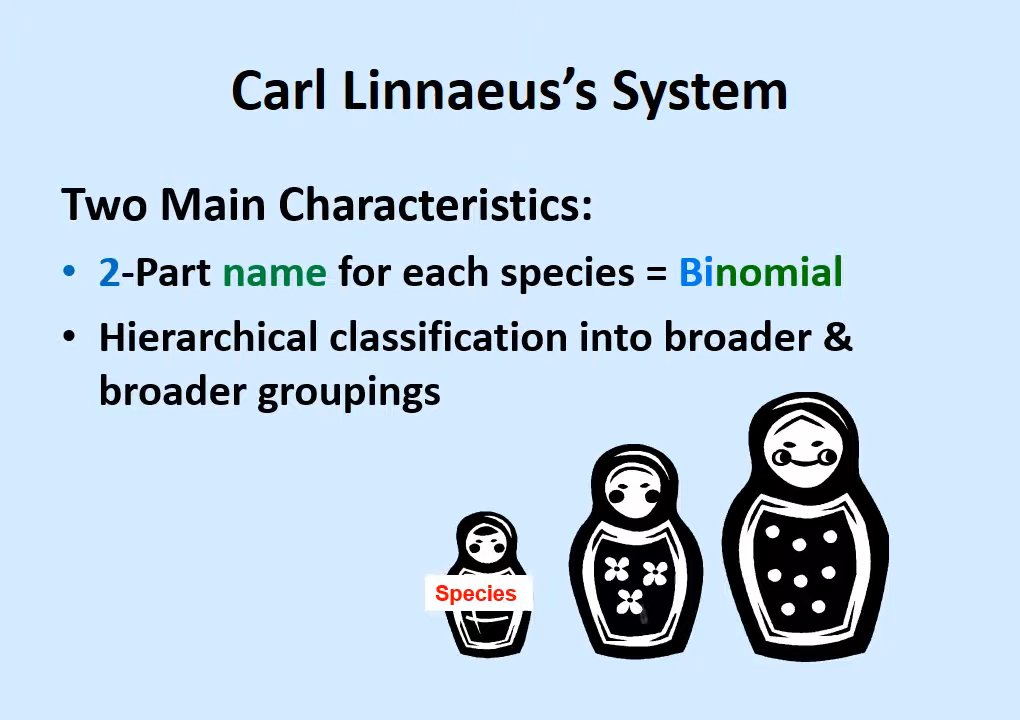 Carl Linnaeus’s System
Two Main Characteristics:
• 2-Part name for each species = Binomial
• Hierarchical classification into broader &
broader groupings
Species